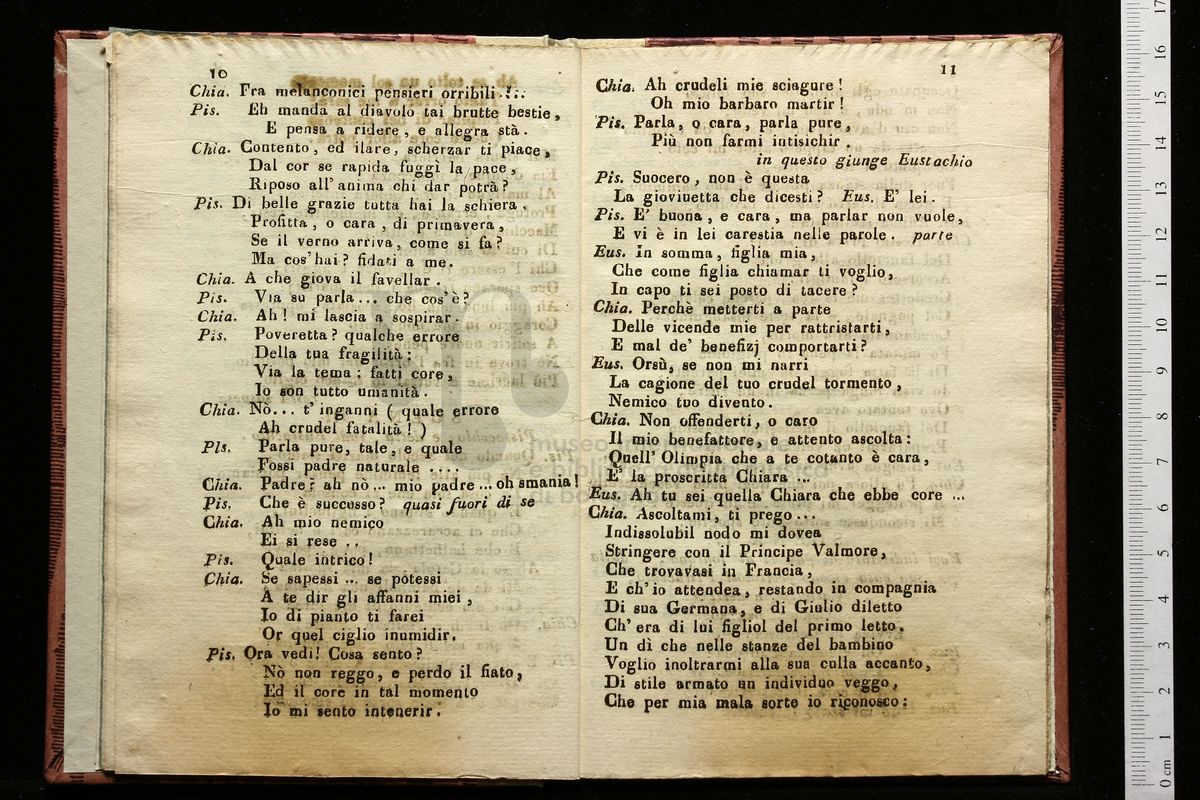 10
Chia. Fra melanconici pensieri orribili.!..
Pis. Eh manda al diavolo tai brutte bestie,
E pensa a ridere, e allegra stà.
Chia. Contento, ed ilare, scherzar ti piace,
Dal cor se rapida fuggì la pace,
Riposo all' anima chi dar potrà?
Pis. Di belle grazie tutta hai la schiera.
Profitta, o cara, di primavera,
Se il verno arriva, come si fa?
Ma cos' hai? fidati a me.
Chia. A che giova il favellar.
Pis. Via su parla... che cos' è?
Chia. Ah! mi lascia a sospirar.
Pis. Poveretta? qualche errore
Della tua fragilità:
Via la tema: fatti core,
Io son tutto umanità.
Chia. Nò... t' inganni ( quale errore
Ah crudel fatalità! )
Pls. Parla pure, tale, e quale
Fossi padre naturale ....
Chia. Padre? ah nò... mio padre... oh smania!
Pis. Che è successo? quasi fuori di se
Chia. Ah mio nemico
Ei si rese ..
Pis. Quale intrico!
Chia. Se sapessi ... se potessi
A te dir gli affanni miei,
Io di pianto ti farei
Or quel ciglio inumidir.
Pis. Ora vedi! Cosa sento?
Nò non reggo, e perdo il fiato,
Ed il core in tal momento
Io mi sento intenerir.
11
Chia. Ah crudeli mie sciagure!
Oh mio barbaro martir!
Pis. Parla, o cara, parla pure,
Più non farmi intisichir.
in questo giunge Eustachio
Pis. Suocero, non è questa
La gioviuetta che dicesti? Eus. E' lei.
Pis. E' buona, e cara, ma parlar non vuole,
E vi è in lei carestia nelle parole. parte
Eus. In somma, figlia mia,
Che come figlia chiamar ti voglio,
In capo ti sei posto di tacere?
Chia. Perchè metterti a parte
Delle vicende mie per rattristarti,
E mal de' benefizj comportarti?
Eus. Orsù, se non mi narri
La cagione del tuo crudel tormento,
Nemico tuo divento.
Chia. Non offenderti, o caro
Il mio benefattore, e attento ascolta:
Quell' Olimpia che a te cotanto è cara,
E' la proscritta Chiara ...
Eus. Ah tu sei quella Chiara che ebbe core ...
Chia. Ascoltami, ti prego...
Indissolubil nodo mi dovea
Stringere con il Principe Valmore,
Che trovavasi in Francia,
E ch' io attendea, restando in compagnia
Di sua Germana, e di Giulio diletto
Ch' era di lui figliol del primo letto.
Un dì che nelle stanze del bambino
Voglio inoltrarmi alla sua culla accanto,
Di stile armato un individuo veggo,
Che per mia mala sorte io riconosco: